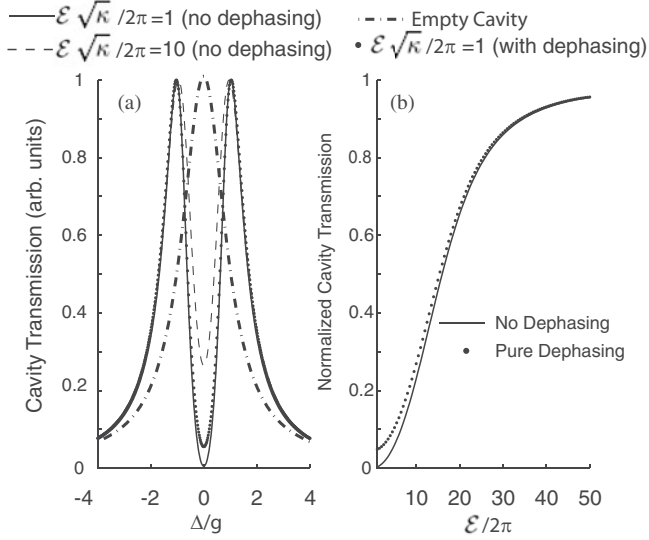 ℰ √κ /2π =1 (no dephasing)
ℰ √κ /2π =10 (no dephasing)
Empty Cavity
ℰ √κ /2π =1 (with dephasing)
(a)
Cavity Transmission (arb. units)
1
0.8
0.6
0.4
0.2
0
-4 -2 0 2 4
Δ/g
(b)
Normalized Cavity Transmission
1
0.8
0.6
0.4
0.2
0
No Dephasing
Pure Dephasing
10 20 30 40 50
ℰ/2π